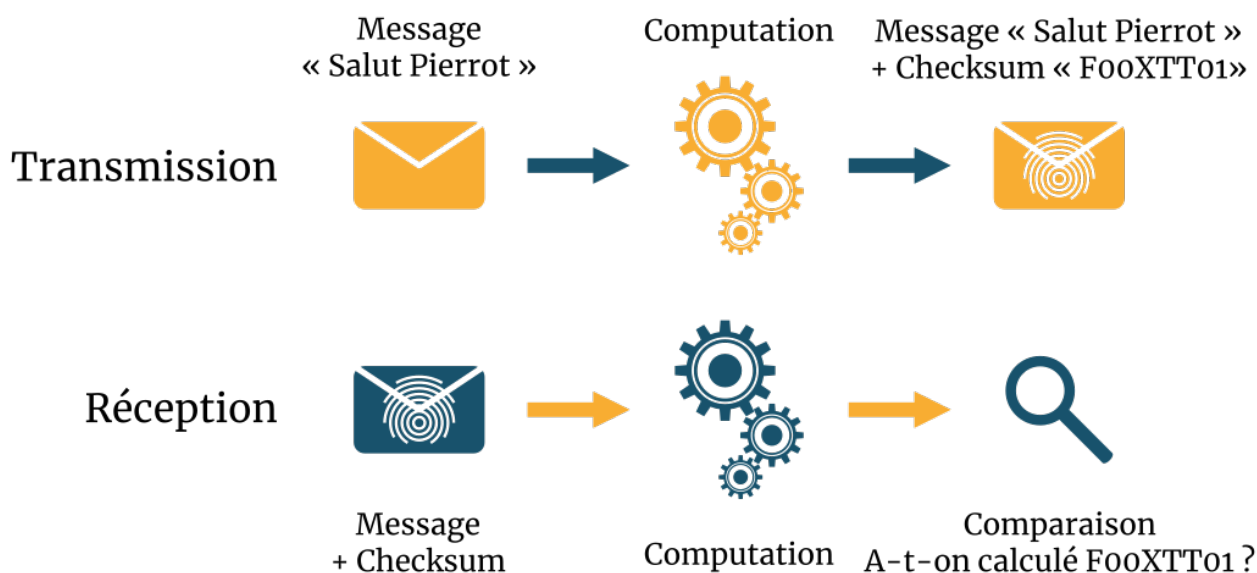 Message
« Salut Pierrot »
Computation
Message « Salut Pierrot »
+ Checksum « F00XTT01»
Transmission
Réception
Message
+ Checksum
Computation
Comparaison
A-t-on calculé F00XTT01 ?